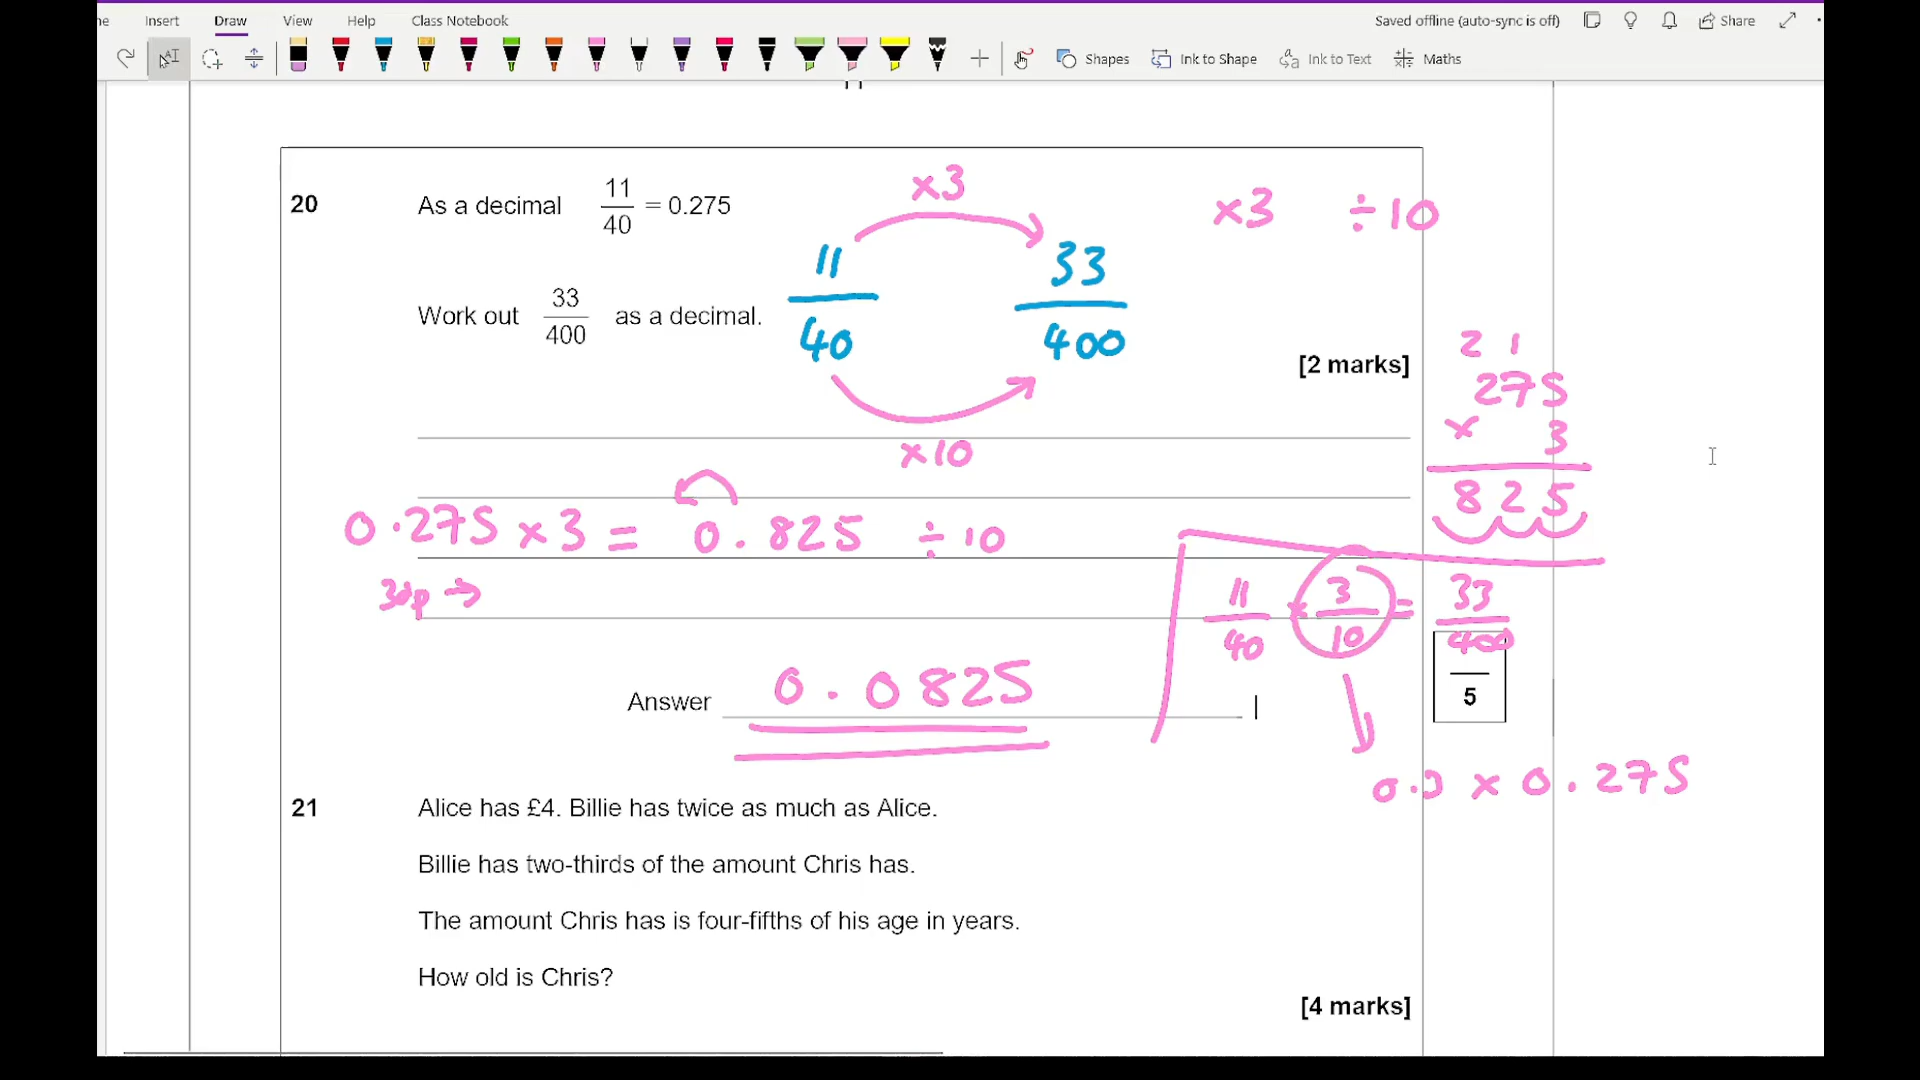 Insert Draw View Help Class Notebook Saved offline (auto-sync is off) Share
Shapes Ink to Shape Ink to Text Maths
20 As a decimal 11/40 = 0.275
×3
×3 ÷10
11/40 33/400
Work out 33/400 as a decimal.
[2 marks]
×10
2 1
275
× 3
825
0.275 × 3 = 0.825 ÷ 10
3dp →
11/40 × 3/10 = 33/400
Answer 0.0825
5
0.3 × 0.275
21 Alice has £4. Billie has twice as much as Alice.
Billie has two-thirds of the amount Chris has.
The amount Chris has is four-fifths of his age in years.
How old is Chris?
[4 marks]